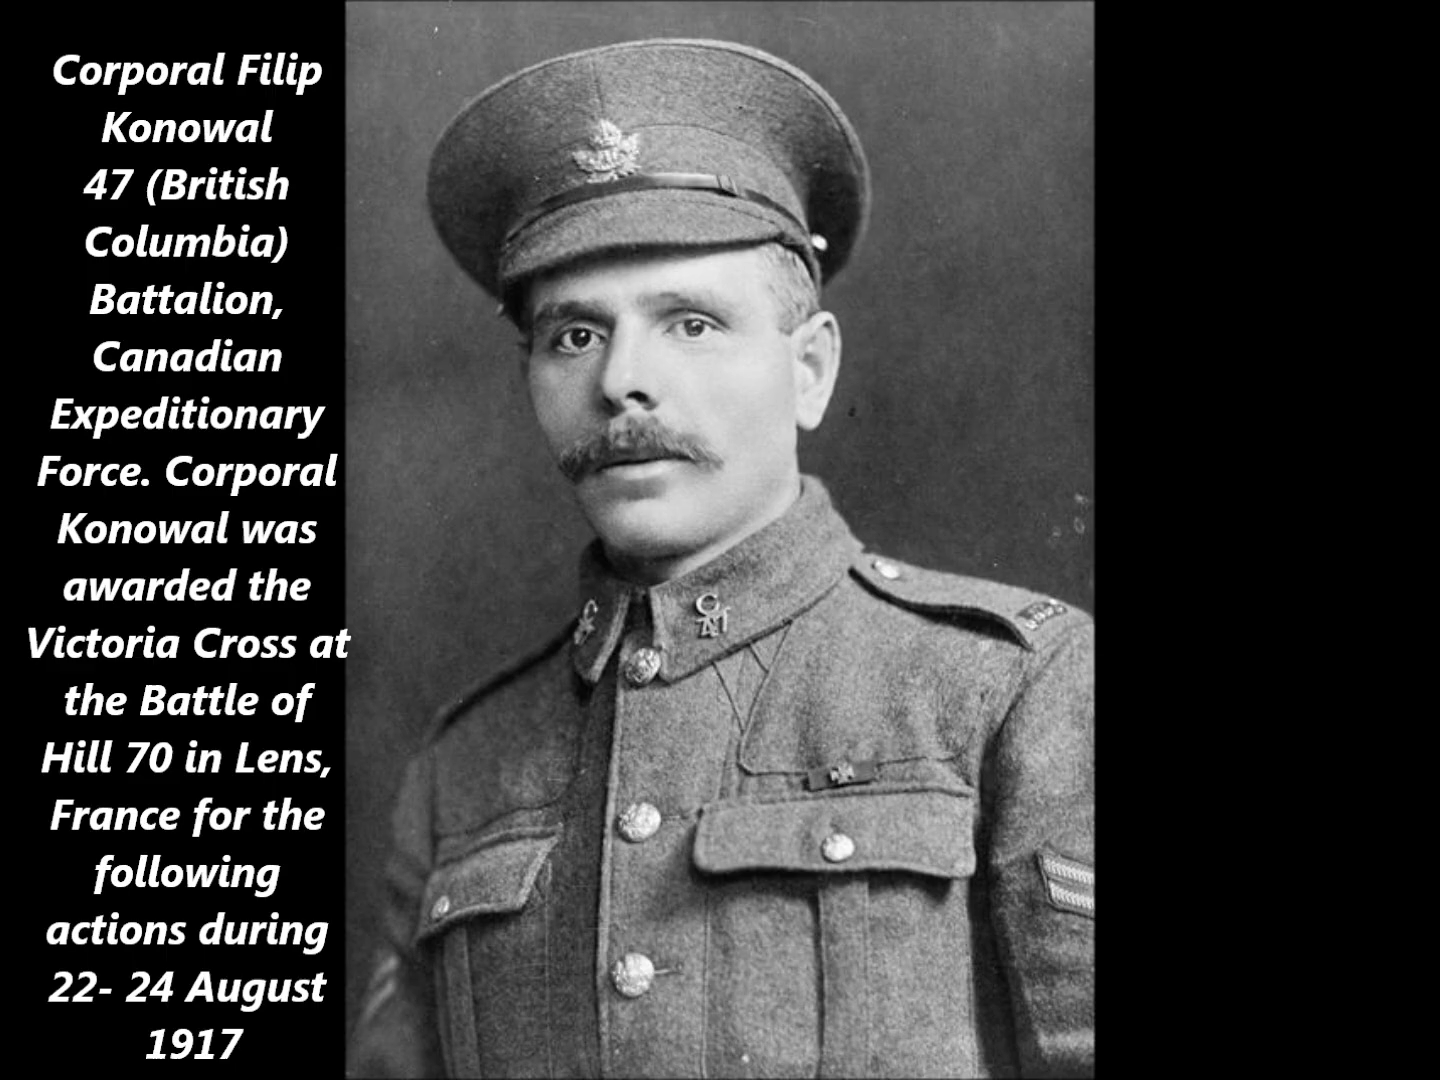 Corporal Filip
Konowal
47 (British
Columbia)
Battalion,
Canadian
Expeditionary
Force. Corporal
Konowal was
awarded the
Victoria Cross at
the Battle of
Hill 70 in Lens,
France for the
following
actions during
22- 24 August
1917
C
47